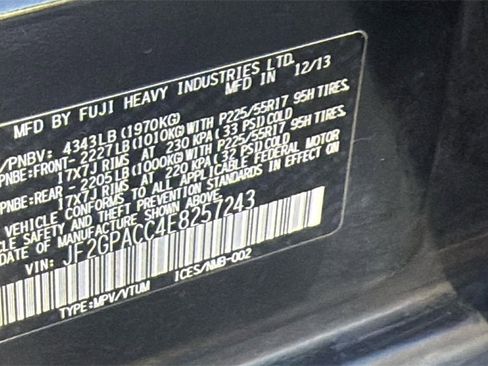 MFD BY FUJI HEAVY INDUSTRIES LTD.
MFD IN 12/13
/PNBV: 4343LB (1970KG)
PNBE:FRONT- 2227LB(1010KG)WITH P225/55R17 95H TIRES,
17x7J RIMS AT 230 KPA (33 PSI)COLD
PNBE:REAR - 2205LB(1000KG)WITH P225/55R17 95H TIRES,
17x7J RIMS AT 220 KPA PSI)COLD
VEHICLE CONFORMS TO ALL APPLICABLE FEDERAL MOTOR
CLE SAFETY AND THEFT PREVENTION STANDARDS IN EFFECT ON
DATE OF MANUFACTURE SHOWN ABOVE.
VIN: JF2GPACC4E8257243
TYPE:MPV/VTUM ICES/NMB-002